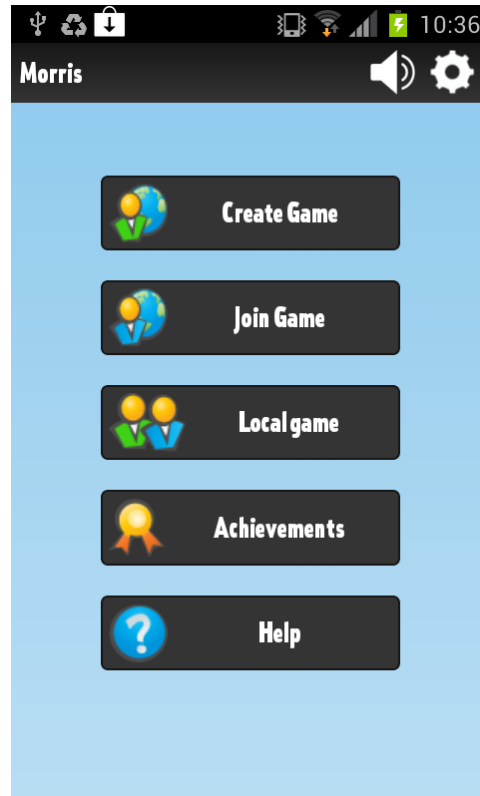 10:36
Morris
Create Game
Join Game
Local game
Achievements
? Help